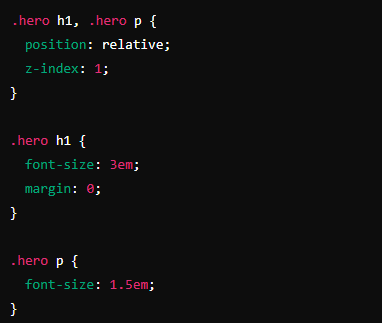 .hero h1, .hero p {
  position: relative;
  z-index: 1;
}

.hero h1 {
  font-size: 3em;
  margin: 0;
}

.hero p {
  font-size: 1.5em;
}